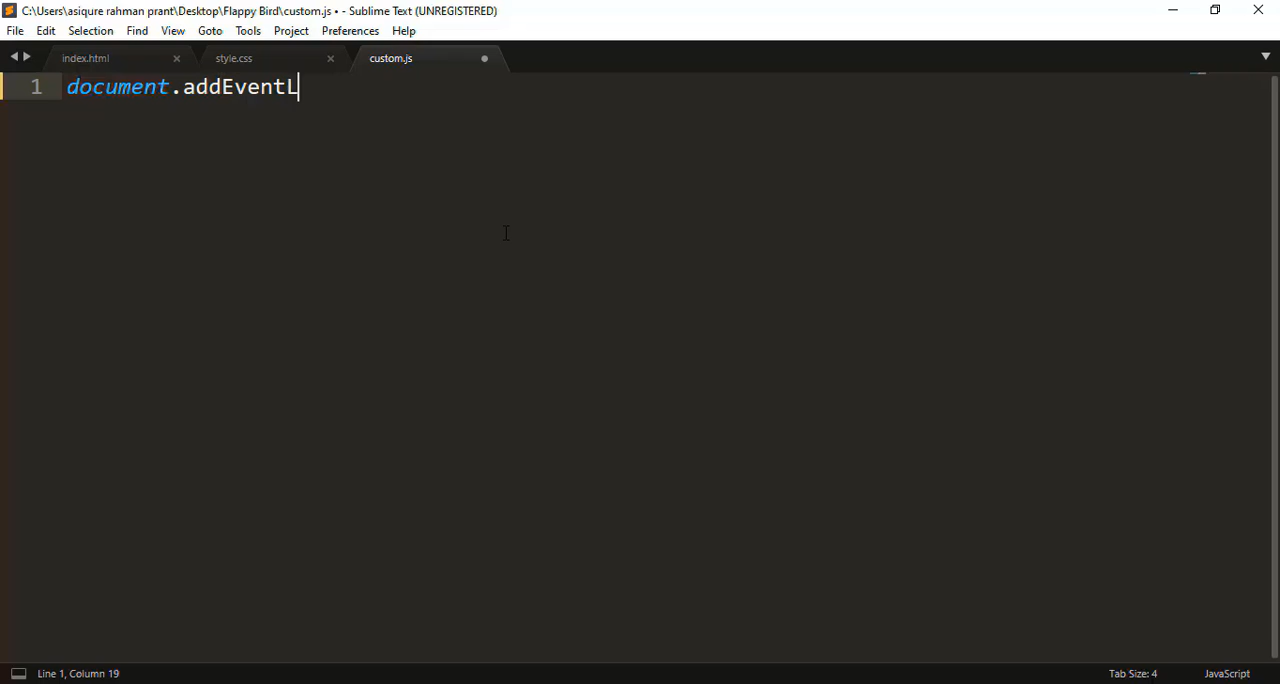 C:\Users\asiqure rahman prant\Desktop\Flappy Bird\custom.js • - Sublime Text (UNREGISTERED)
File Edit Selection Find View Goto Tools Project Preferences Help
index.html × style.css × custom.js
1 document.addEventL
Line 1, Column 19 Tab Size: 4 JavaScript